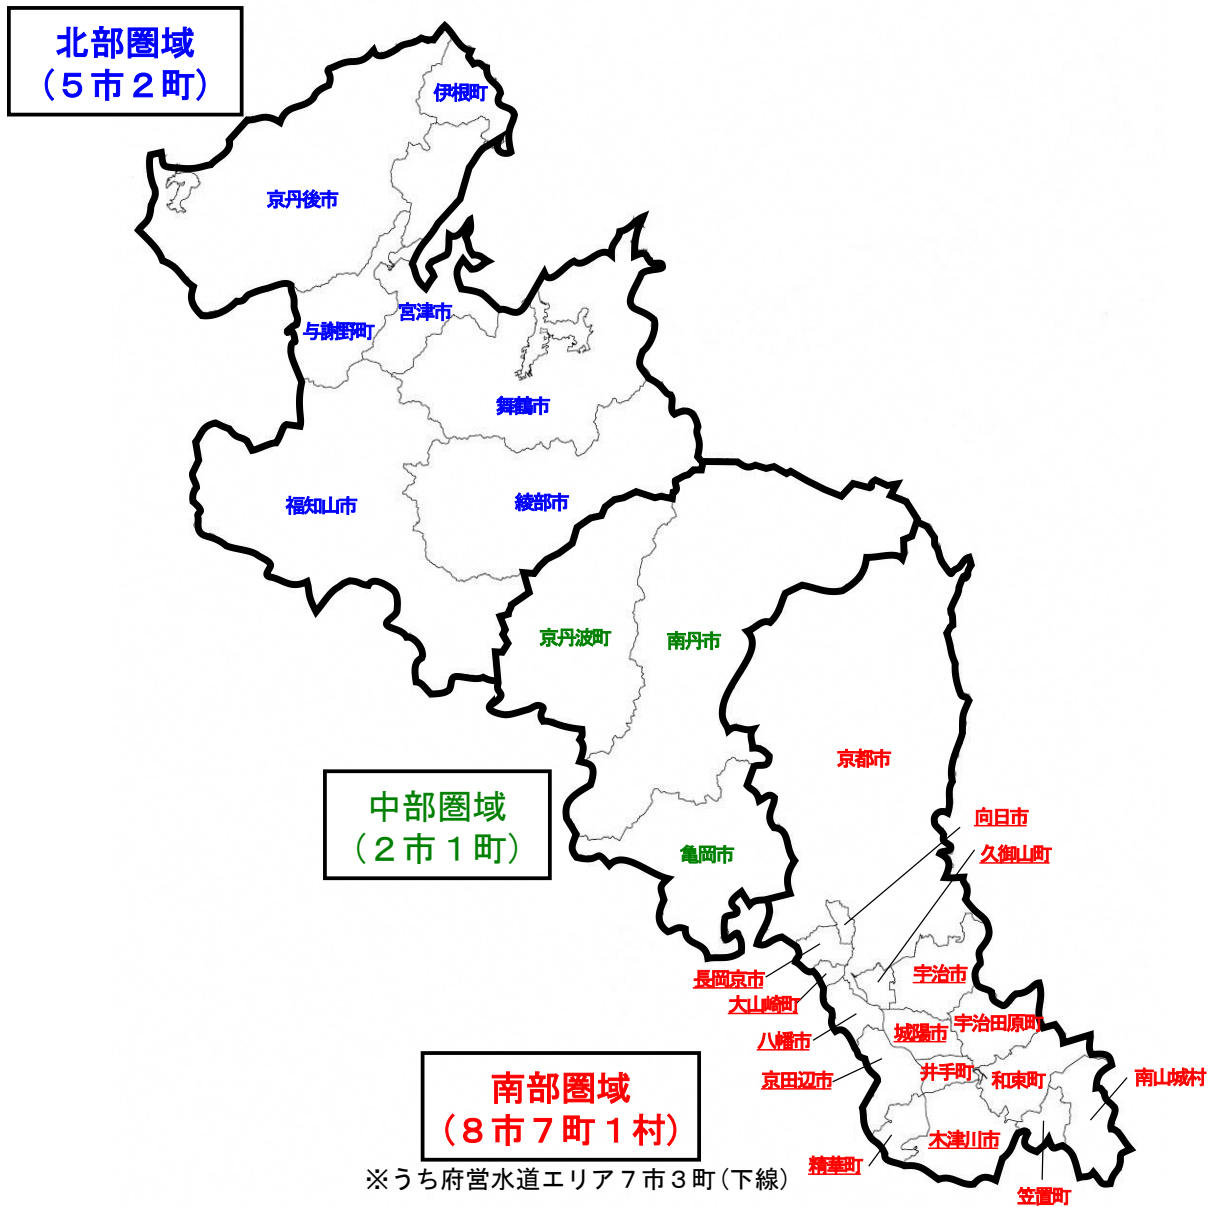 北部圏域
（５市２町）
伊根町
京丹後市
宮津市
与謝野町
舞鶴市
福知山市
綾部市
京丹波町
南丹市
京都市
中部圏域
（２市１町）
向日市
久御山町
亀岡市
長岡京市
宇治市
大山崎町
宇治田原町
城陽市
八幡市
井手町
和束町
南山城村
京田辺市
南部圏域
（８市７町１村）
木津川市
精華町
※うち府営水道エリア７市３町(下線)
笠置町